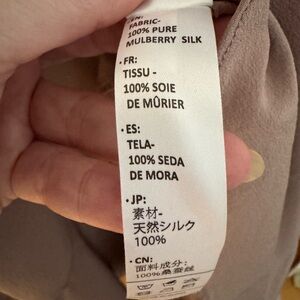 · EN:
FABRIC-
100% PURE
MULBERRY SILK
· FR:
TISSU -
100% SOIE
DE MÛRIER
· ES:
TELA-
100% SEDA
DE MORA
· JP:
素材-
天然シルク
100%
· CN:
面料成分:
100%桑蚕丝